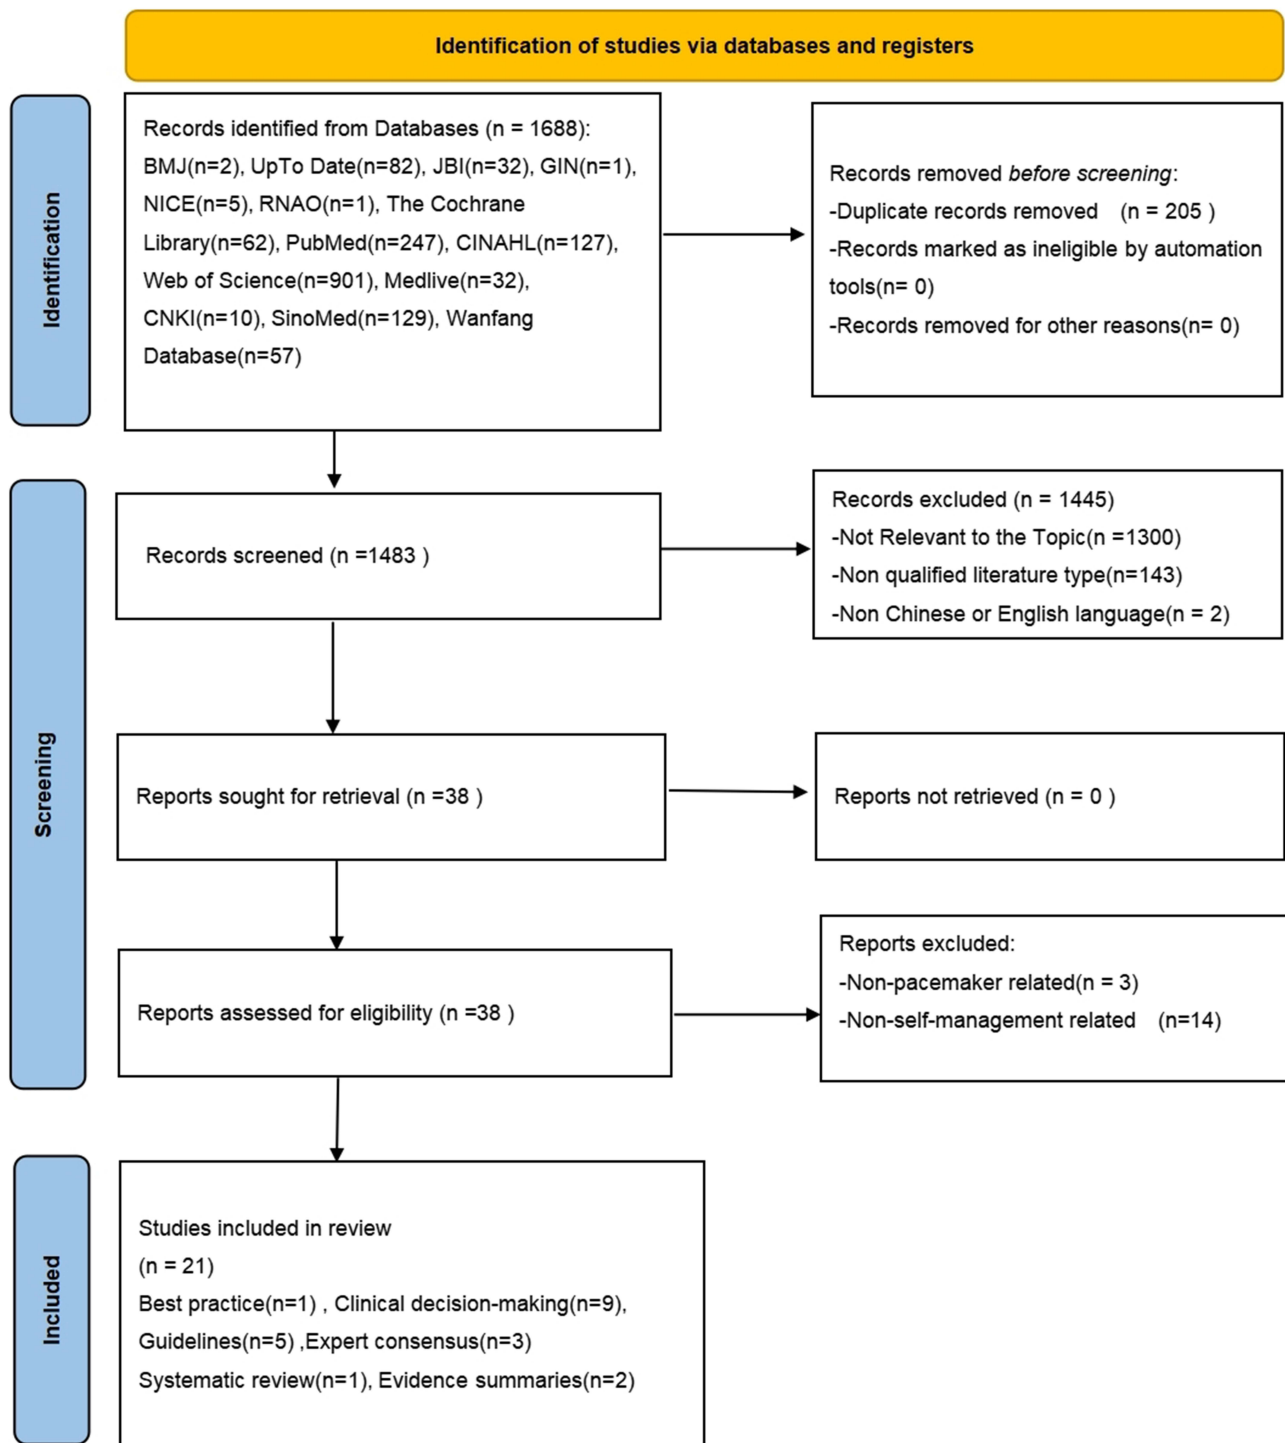 Identification of studies via databases and registers
Identification
Records identified from Databases (n = 1688):
BMJ(n=2), UpTo Date(n=82), JBI(n=32), GIN(n=1),
NICE(n=5), RNAO(n=1), The Cochrane
Library(n=62), PubMed(n=247), CINAHL(n=127),
Web of Science(n=901), Medlive(n=32),
CNKI(n=10), SinoMed(n=129), Wanfang
Database(n=57)
Records removed before screening:
-Duplicate records removed (n = 205 )
-Records marked as ineligible by automation
tools(n= 0)
-Records removed for other reasons(n= 0)
Screening
Records screened (n =1483 )
Records excluded (n = 1445)
-Not Relevant to the Topic(n =1300)
-Non qualified literature type(n=143)
-Non Chinese or English language(n = 2)
Reports sought for retrieval (n =38 )
Reports not retrieved (n = 0 )
Reports assessed for eligibility (n =38 )
Reports excluded:
-Non-pacemaker related(n = 3)
-Non-self-management related (n=14)
Included
Studies included in review
(n = 21)
Best practice(n=1) , Clinical decision-making(n=9),
Guidelines(n=5) ,Expert consensus(n=3)
Systematic review(n=1), Evidence summaries(n=2)